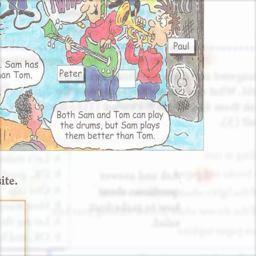 Paul
. Sam has
an Tom.
Peter
Both Sam and Tom can play
the drums, but Sam plays
them better than Tom.
site.